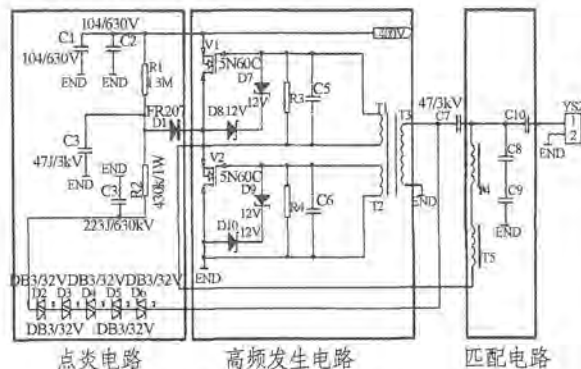 104/630V
C1
C2
104/630V
END
END
R1
1.3M
FR207
D1
C3
47J/3kV
END
END
C3
R2
430k/1W
223J/630kV
DB3/32V
DB3/32V
DB3/32V
D2
D3
D4
D5
D6
DB3/32V
DB3/32V
点炎电路
V1
5N60C
D7
12V
D8
12V
R3
C5
T1
V2
5N60C
D9
12V
D10
12V
R4
C6
T2
END
T3
END
高频发生电路
47/3kV
C7
C10
YS2
1
2
END
C8
C9
END
T4
T5
匹配电路